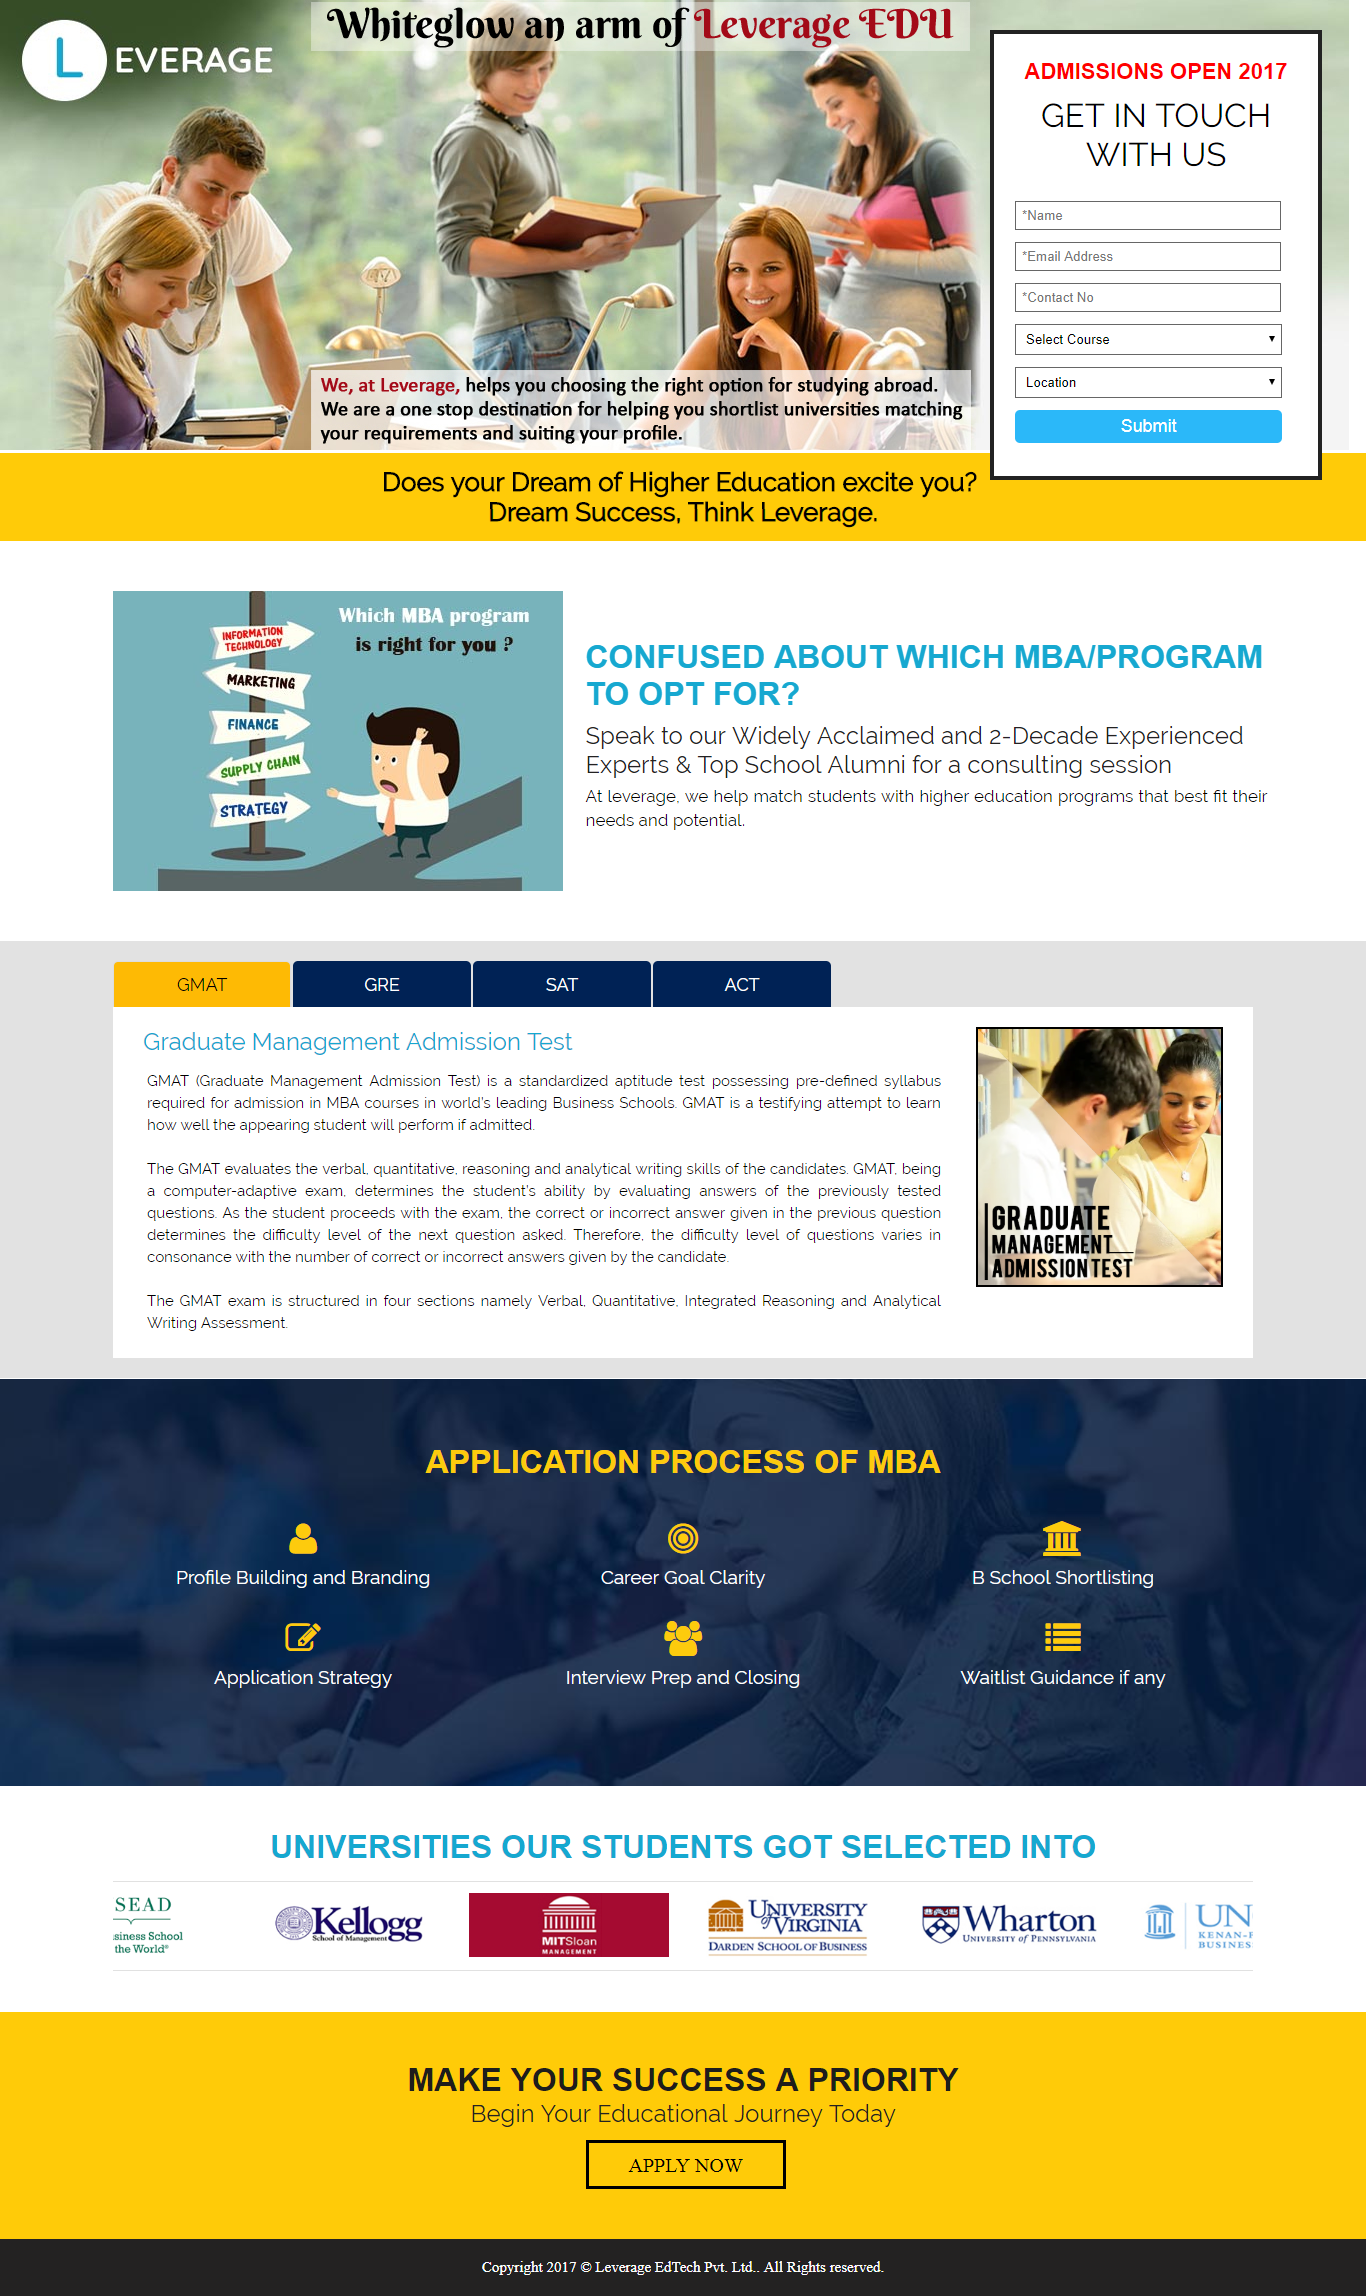 Whiteglow an arm of Leverage EDU
L EVERAGE
We, at Leverage, helps you choosing the right option for studying abroad.
We are a one stop destination for helping you shortlist universities matching
your requirements and suiting your profile.
ADMISSIONS OPEN 2017
GET IN TOUCH
WITH US
*Name
*Email Address
*Contact No
Select Course
Location
Submit
Does your Dream of Higher Education excite you?
Dream Success, Think Leverage.
Which MBA program
is right for you ?
INFORMATION
TECHNOLOGY
MARKETING
FINANCE
SUPPLY CHAIN
STRATEGY
CONFUSED ABOUT WHICH MBA/PROGRAM
TO OPT FOR?
Speak to our Widely Acclaimed and 2-Decade Experienced
Experts & Top School Alumni for a consulting session
At leverage, we help match students with higher education programs that best fit their
needs and potential.
GMAT GRE SAT ACT
Graduate Management Admission Test
GMAT (Graduate Management Admission Test) is a standardized aptitude test possessing pre-defined syllabus
required for admission in MBA courses in world's leading Business Schools. GMAT is a testifying attempt to learn
how well the appearing student will perform if admitted.
The GMAT evaluates the verbal, quantitative, reasoning and analytical writing skills of the candidates. GMAT, being
a computer-adaptive exam, determines the student's ability by evaluating answers of the previously tested
questions. As the student proceeds with the exam, the correct or incorrect answer given in the previous question
determines the difficulty level of the next question asked. Therefore, the difficulty level of questions varies in
consonance with the number of correct or incorrect answers given by the candidate.
The GMAT exam is structured in four sections namely Verbal, Quantitative, Integrated Reasoning and Analytical
Writing Assessment.
GRADUATE
MANAGEMENT
ADMISSION TEST
APPLICATION PROCESS OF MBA
Profile Building and Branding
Career Goal Clarity
B School Shortlisting
Application Strategy
Interview Prep and Closing
Waitlist Guidance if any
UNIVERSITIES OUR STUDENTS GOT SELECTED INTO
SEAD
siness School
the World®
Kellogg
School of Management
MITSloan
MANAGEMENT
UNIVERSITY
of VIRGINIA
DARDEN SCHOOL OF BUSINESS
Wharton
UNIVERSITY of PENNSYLVANIA
UN
KENAN-F
BUSINES
MAKE YOUR SUCCESS A PRIORITY
Begin Your Educational Journey Today
APPLY NOW
Copyright 2017 © Leverage EdTech Pvt. Ltd.. All Rights reserved.